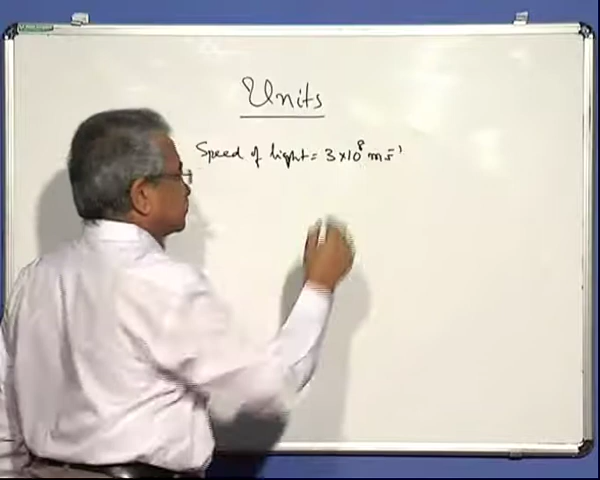 Units
Speed of light = 3×10⁸ ms⁻¹